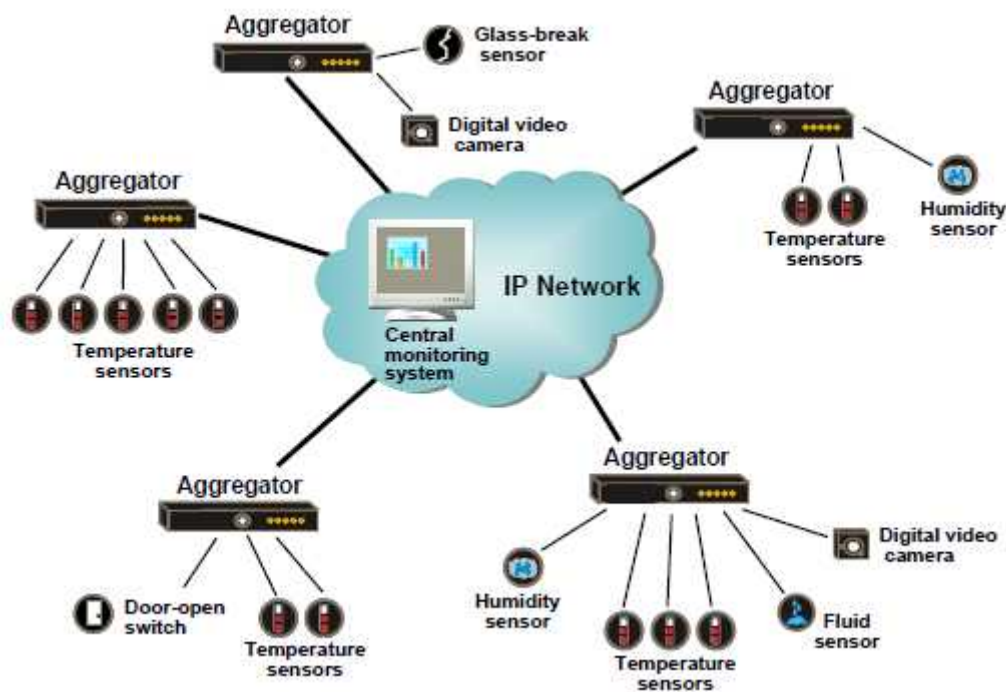 Aggregator
Glass-break
sensor
Digital video
camera
Aggregator
Humidity
sensor
Temperature
sensors
Aggregator
Temperature
sensors
IP Network
Central
monitoring
system
Aggregator
Door-open
switch
Temperature
sensors
Aggregator
Digital video
camera
Humidity
sensor
Temperature
sensors
Fluid
sensor